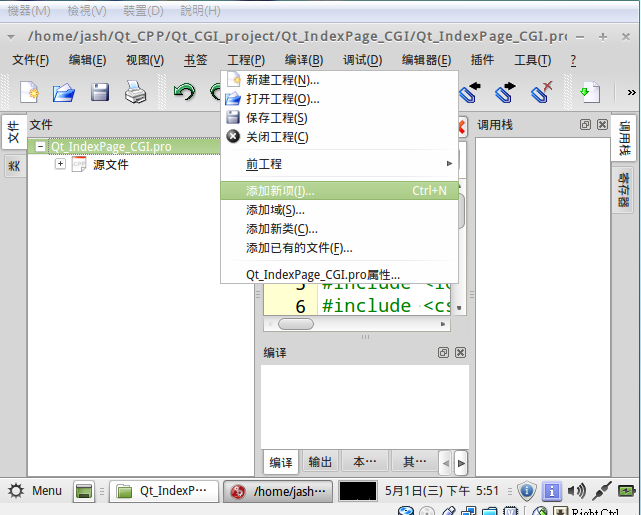 機器(M) 檢視(V) 裝置(D) 說明(H)
/home/jash/Qt_CPP/Qt_CGI_project/Qt_IndexPage_CGI/Qt_IndexPage_CGI.pro
文件(F) 编辑(E) 视图(V) 书签 工程(P) 编译(B) 调试(D) 编辑器(E) 插件 工具(T) ?
新建工程(N)...
打开工程(O)...
保存工程(S)
关闭工程(C)
前工程
添加新项(I)... Ctrl+N
添加域(S)...
添加新类(C)...
添加已有的文件(F)...
Qt_IndexPage_CGI.pro属性...
文件
文件
类
Qt_IndexPage_CGI.pro
源文件
调用栈
调用栈
寄存器
5 #include <i
6 #include <cs
编译
编译 输出 本… 其…
Menu Qt_IndexP… /home/jash… 5月1日(三) 下午 5:51
Right Ctrl